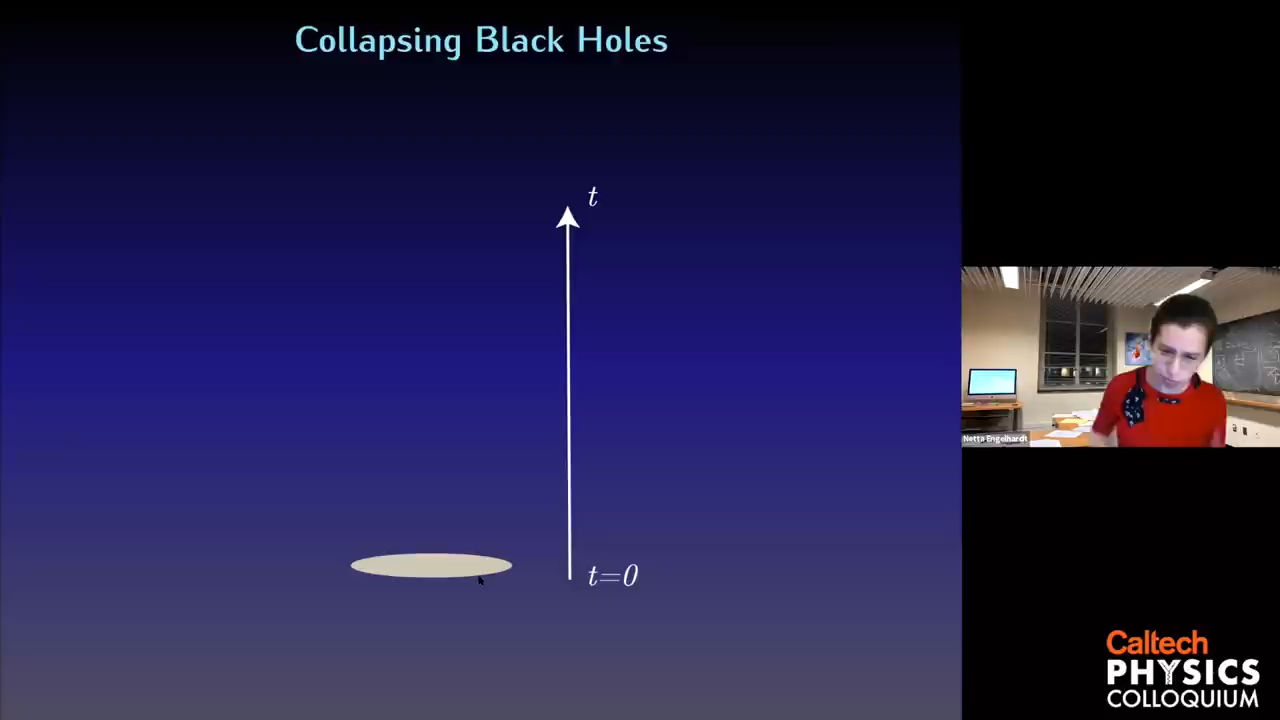 Collapsing Black Holes
t
t=0
Netta Engelhardt
Caltech
PHYSICS
COLLOQUIUM